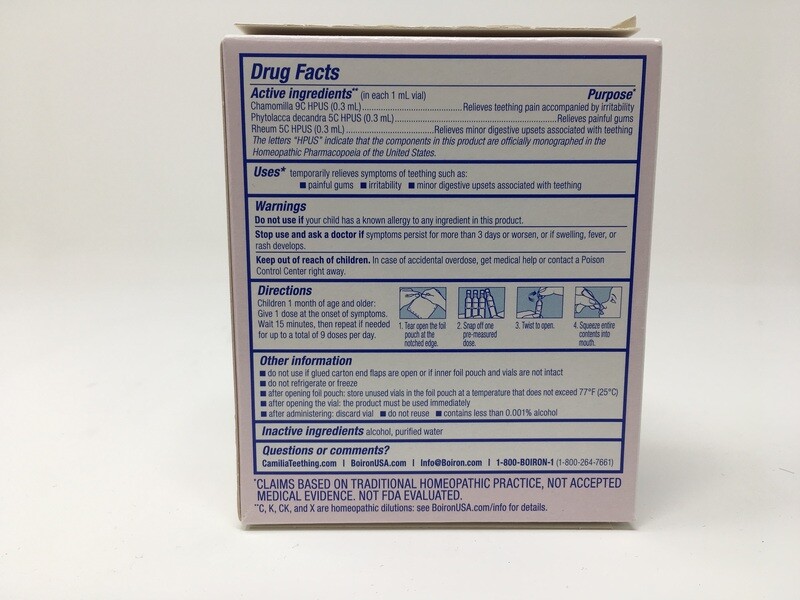 Drug Facts
Active ingredients** (in each 1 mL vial) Purpose*
Chamomilla 9C HPUS (0.3 mL)..........Relieves teething pain accompanied by irritability
Phytolacca decandra 5C HPUS (0.3 mL)..........Relieves painful gums
Rheum 5C HPUS (0.3 mL)..........Relieves minor digestive upsets associated with teething
The letters "HPUS" indicate that the components in this product are officially monographed in the
Homeopathic Pharmacopoeia of the United States.
Uses* temporarily relieves symptoms of teething such as:
■ painful gums ■ irritability ■ minor digestive upsets associated with teething
Warnings
Do not use if your child has a known allergy to any ingredient in this product.
Stop use and ask a doctor if symptoms persist for more than 3 days or worsen, or if swelling, fever, or
rash develops.
Keep out of reach of children. In case of accidental overdose, get medical help or contact a Poison
Control Center right away.
Directions
Children 1 month of age and older:
Give 1 dose at the onset of symptoms.
Wait 15 minutes, then repeat if needed
for up to a total of 9 doses per day.
1. Tear open the foil
pouch at the
notched edge.
2. Snap off one
pre-measured
dose.
3. Twist to open.
4. Squeeze entire
contents into
mouth.
Other information
■ do not use if glued carton end flaps are open or if inner foil pouch and vials are not intact
■ do not refrigerate or freeze
■ after opening foil pouch: store unused vials in the foil pouch at a temperature that does not exceed 77°F (25°C)
■ after opening the vial: the product must be used immediately
■ after administering: discard vial ■ do not reuse ■ contains less than 0.001% alcohol
Inactive ingredients alcohol, purified water
Questions or comments?
CamiliaTeething.com | BoironUSA.com | Info@Boiron.com | 1-800-BOIRON-1 (1-800-264-7661)
*CLAIMS BASED ON TRADITIONAL HOMEOPATHIC PRACTICE, NOT ACCEPTED
MEDICAL EVIDENCE. NOT FDA EVALUATED.
**C, K, CK, and X are homeopathic dilutions: see BoironUSA.com/info for details.